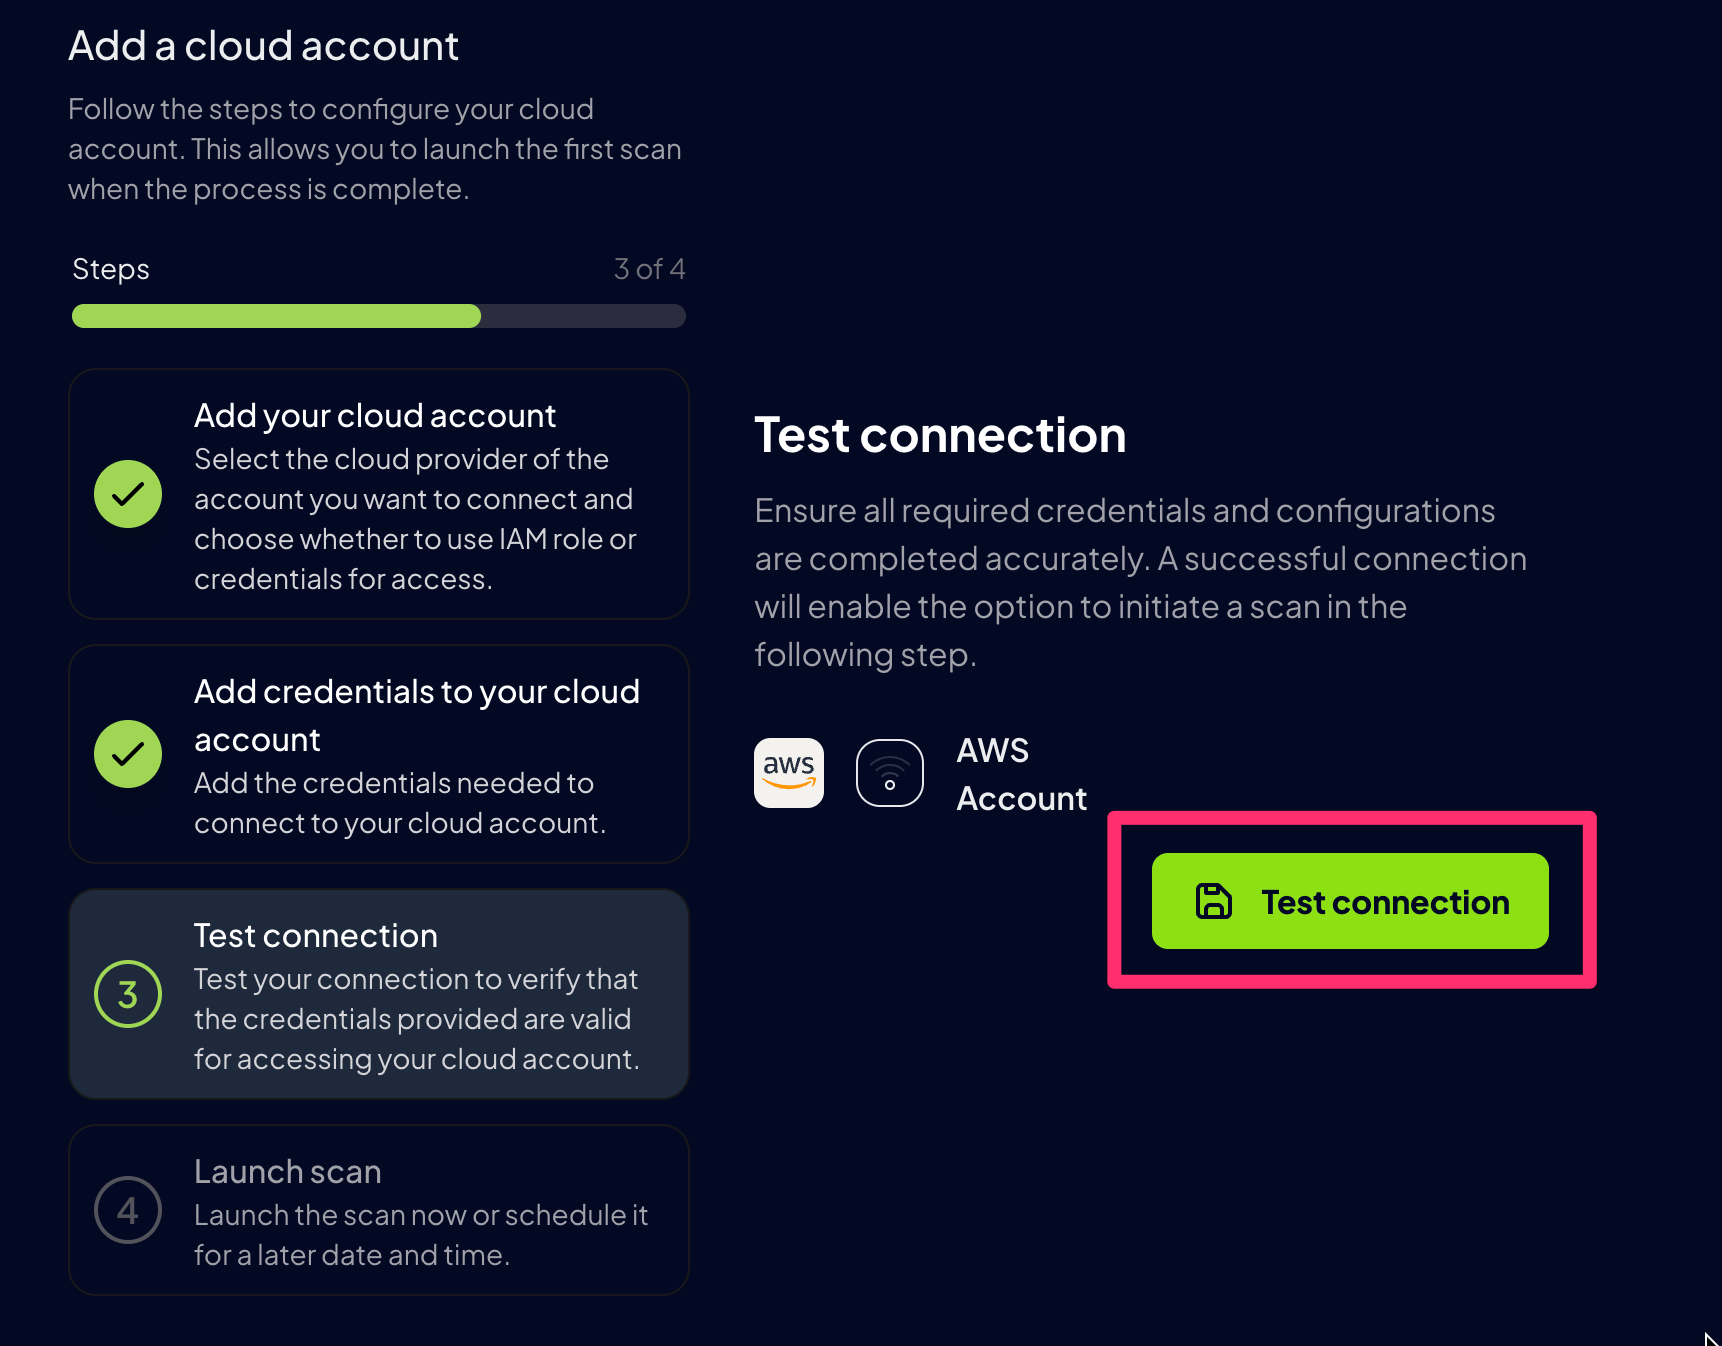 Add a cloud account
Follow the steps to configure your cloud
account. This allows you to launch the first scan
when the process is complete.
Steps
3 of 4
Add your cloud account
Select the cloud provider of the
account you want to connect and
choose whether to use IAM role or
credentials for access.
Add credentials to your cloud
account
Add the credentials needed to
connect to your cloud account.
3
Test connection
Test your connection to verify that
the credentials provided are valid
for accessing your cloud account.
4
Launch scan
Launch the scan now or schedule it
for a later date and time.
Test connection
Ensure all required credentials and configurations
are completed accurately. A successful connection
will enable the option to initiate a scan in the
following step.
aws
AWS
Account
Test connection